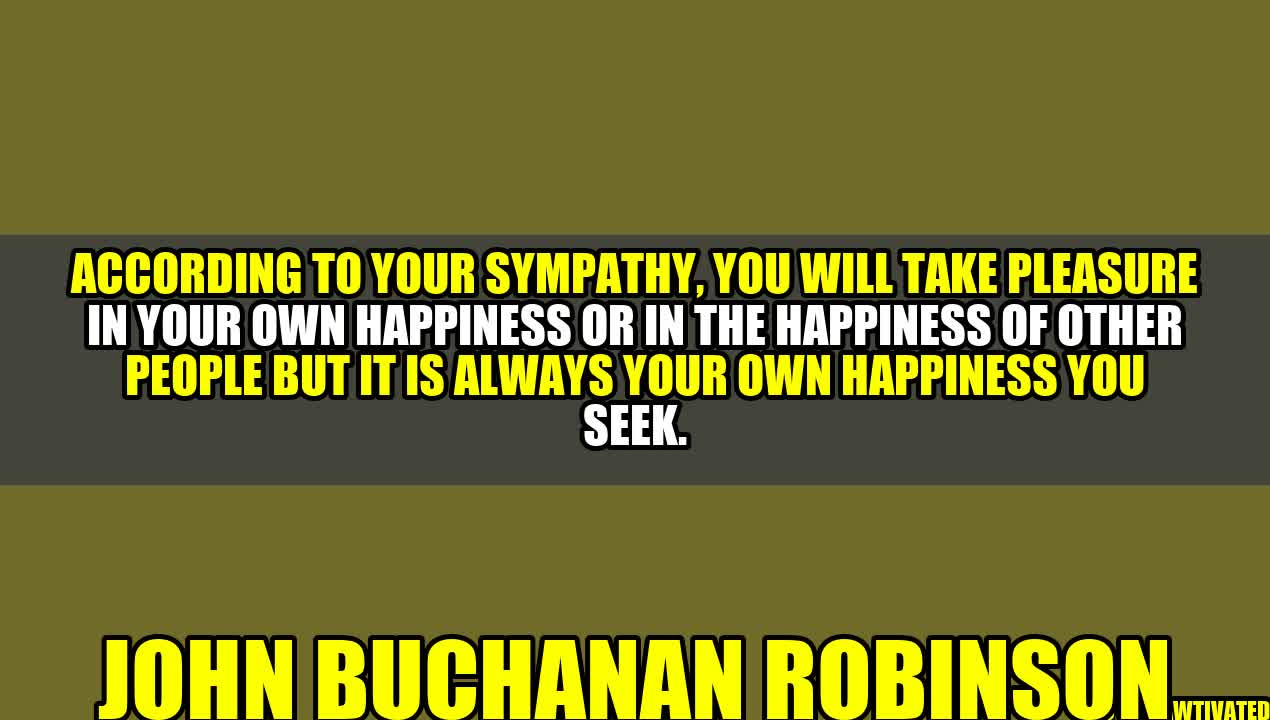 ACCORDING TO YOUR SYMPATHY, YOU WILL TAKE PLEASURE
IN YOUR OWN HAPPINESS OR IN THE HAPPINESS OF OTHER
PEOPLE BUT IT IS ALWAYS YOUR OWN HAPPINESS YOU
SEEK.
JOHN BUCHANAN ROBINSON
WTIVATED